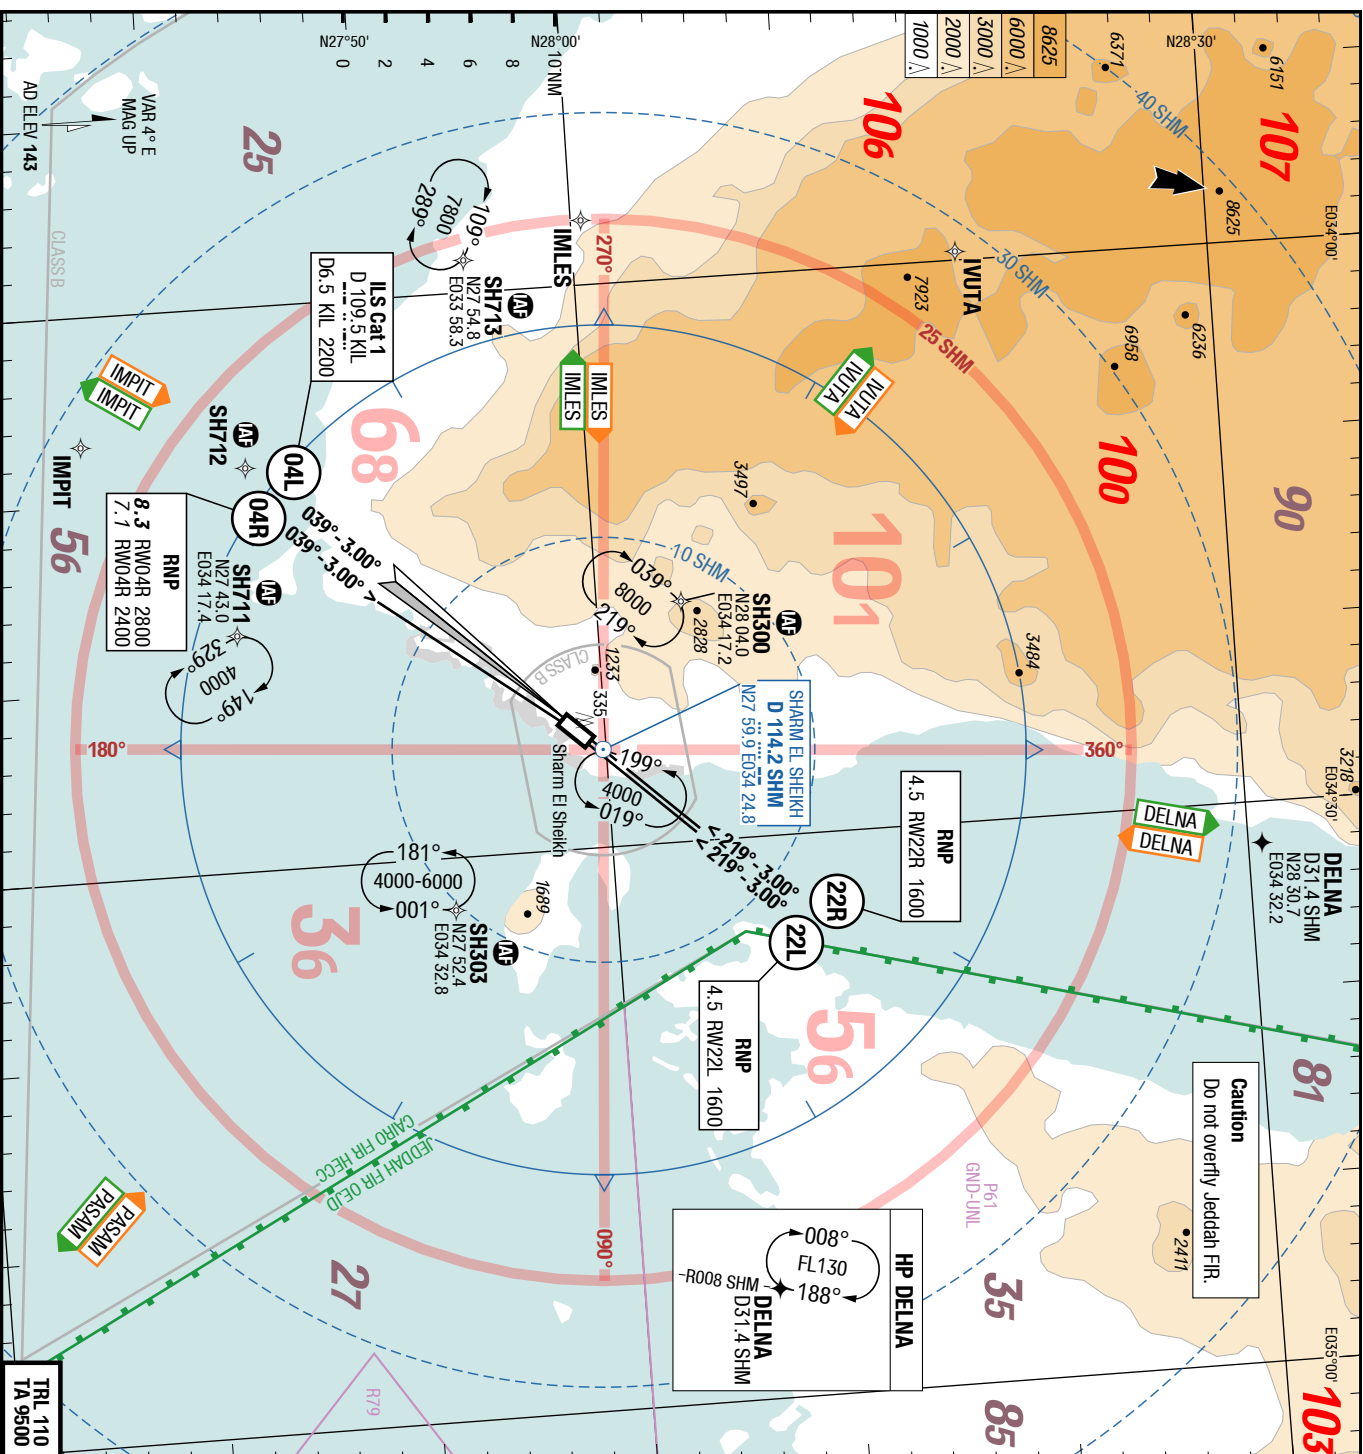 8625
6000 /\
3000 /\
2000 /\
1000 /\
N27°50'
N28°00'
N28°30'
0
2
4
6
8
10 NM
E034°00'
E034°30'
E035°00'
VAR 4° E
MAG UP
AD ELEV 143
CLASS B
25
106
107
100
90
101
68
56
36
56
81
27
35
85
103
6371
6151
8625
7923
6236
6958
3497
2828
1233
335
3484
3218
1689
2411
40 SHM
30 SHM
25 SHM
10 SHM
270°
360°
180°
090°
IVUTA
IVUTA
IVUTA
IMLES
IMLES
IMLES
IMPIT
IMPIT
IMPIT
DELNA
DELNA
PASAM
PASAM
109°
7800
289°
IAF
SH713
N27 54.8
E033 58.3
ILS Cat 1
D 109.5 KIL
D6.5 KIL 2200
IAF
SH712
04L
04R
039° - 3.00°
039° - 3.00° >
RNP
8.3 RW04R 2800
7.1 RW04R 2400
IAF
SH711
N27 43.0
E034 17.4
329°
4000
149°
IAF
SH300
N28 04.0
E034 17.2
039°
8000
219°
CLASS B
SHARM EL SHEIKH
D 114.2 SHM
N27 59.9 E034 24.8
Sharm El Sheikh
199°
4000
019°
< 219° - 3.00°
< 219° - 3.00°
22R
22L
RNP
4.5 RW22R 1600
RNP
4.5 RW22L 1600
181°
4000-6000
001°
IAF
SH303
N27 52.4
E034 32.8
DELNA
D31.4 SHM
N28 30.7
E034 32.2
Caution
Do not overfly Jeddah FIR.
CAIRO FIR HECC
JEDDAH FIR OEJD
P61
GND-UNL
R79
HP DELNA
008°
FL130
188°
R008 SHM
DELNA
D31.4 SHM
TRL 110
TA 9500